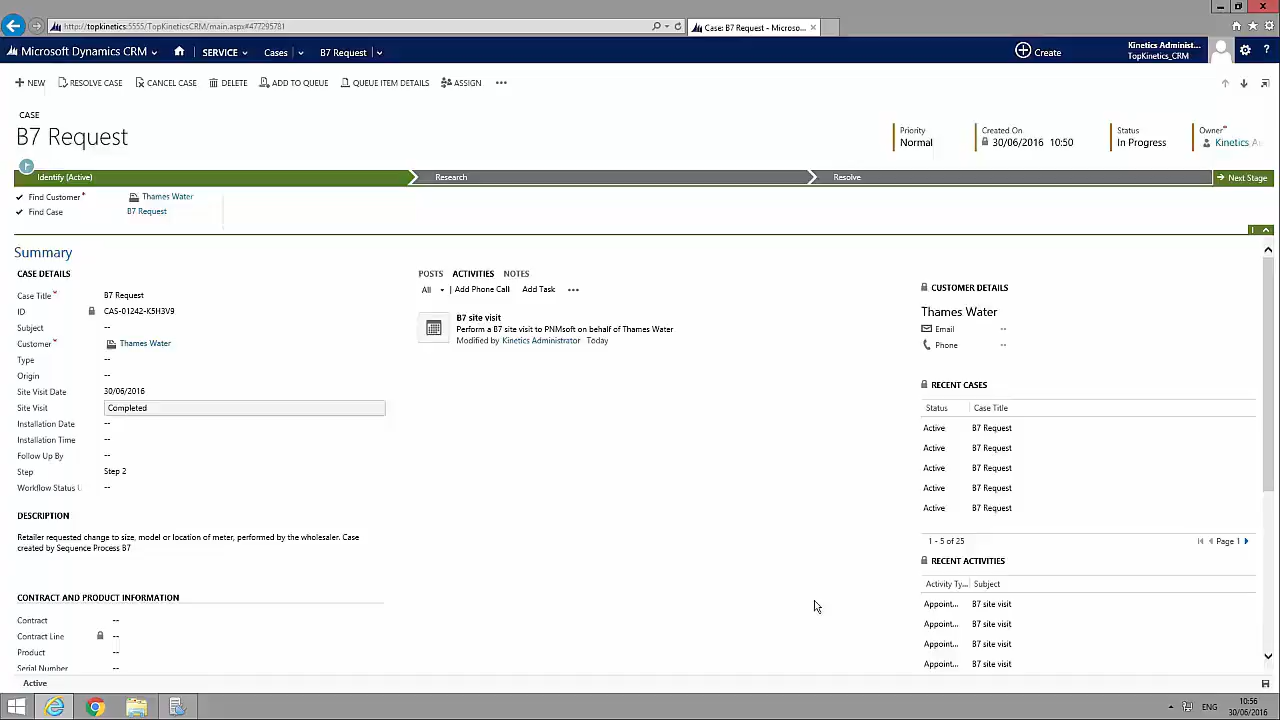 http://topkinetics:5555/TopKineticsCRM/main.aspx#477295781
Case: B7 Request - Microso...
Microsoft Dynamics CRM
SERVICE
Cases
B7 Request
Create
Kinetics Administ...
TopKinetics_CRM
NEW
RESOLVE CASE
CANCEL CASE
DELETE
ADD TO QUEUE
QUEUE ITEM DETAILS
ASSIGN
CASE
B7 Request
Priority
Normal
Created On
30/06/2016 10:50
Status
In Progress
Owner*
Kinetics A
Identify (Active)
Research
Resolve
Next Stage
Find Customer* Thames Water
Find Case B7 Request
Summary
CASE DETAILS
Case Title* B7 Request
ID CAS-01242-K5H3V9
Subject --
Customer* Thames Water
Type --
Origin --
Site Visit Date 30/06/2016
Site Visit Completed
Installation Date --
Installation Time --
Follow Up By --
Step Step 2
Workflow Status U --
DESCRIPTION
Retailer requested change to size, model or location of meter, performed by the wholesaler. Case
created by Sequence Process B7
CONTRACT AND PRODUCT INFORMATION
Contract --
Contract Line --
Product --
Serial Number --
POSTS ACTIVITIES NOTES
All | Add Phone Call Add Task
B7 site visit
Perform a B7 site visit to PNMsoft on behalf of Thames Water
Modified by Kinetics Administrator Today
CUSTOMER DETAILS
Thames Water
Email --
Phone --
RECENT CASES
Status Case Title
Active B7 Request
Active B7 Request
Active B7 Request
Active B7 Request
Active B7 Request
1 - 5 of 25
Page 1
RECENT ACTIVITIES
Activity Ty... Subject
Appoint... B7 site visit
Appoint... B7 site visit
Appoint... B7 site visit
Appoint... B7 site visit
Active
ENG
10:56
30/06/2016